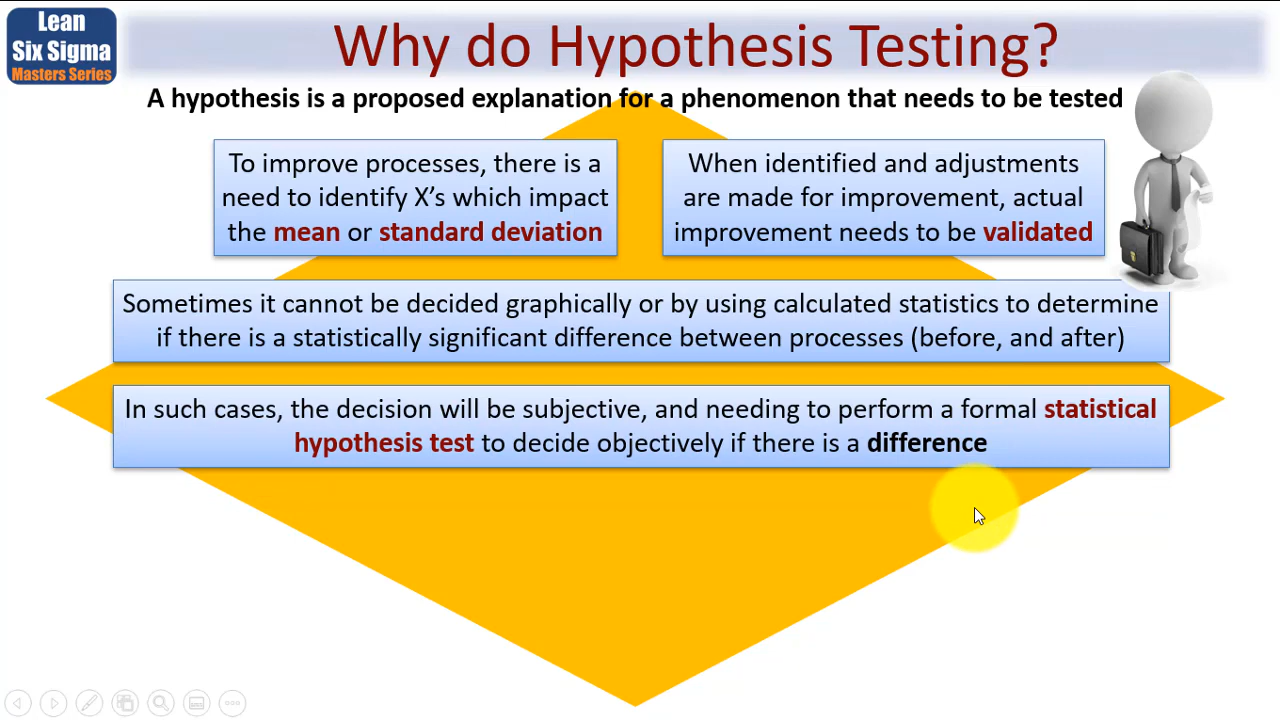 Lean
Six Sigma
Masters Series
Why do Hypothesis Testing?
A hypothesis is a proposed explanation for a phenomenon that needs to be tested
To improve processes, there is a
need to identify X’s which impact
the mean or standard deviation
When identified and adjustments
are made for improvement, actual
improvement needs to be validated
Sometimes it cannot be decided graphically or by using calculated statistics to determine
if there is a statistically significant difference between processes (before, and after)
In such cases, the decision will be subjective, and needing to perform a formal statistical
hypothesis test to decide objectively if there is a difference